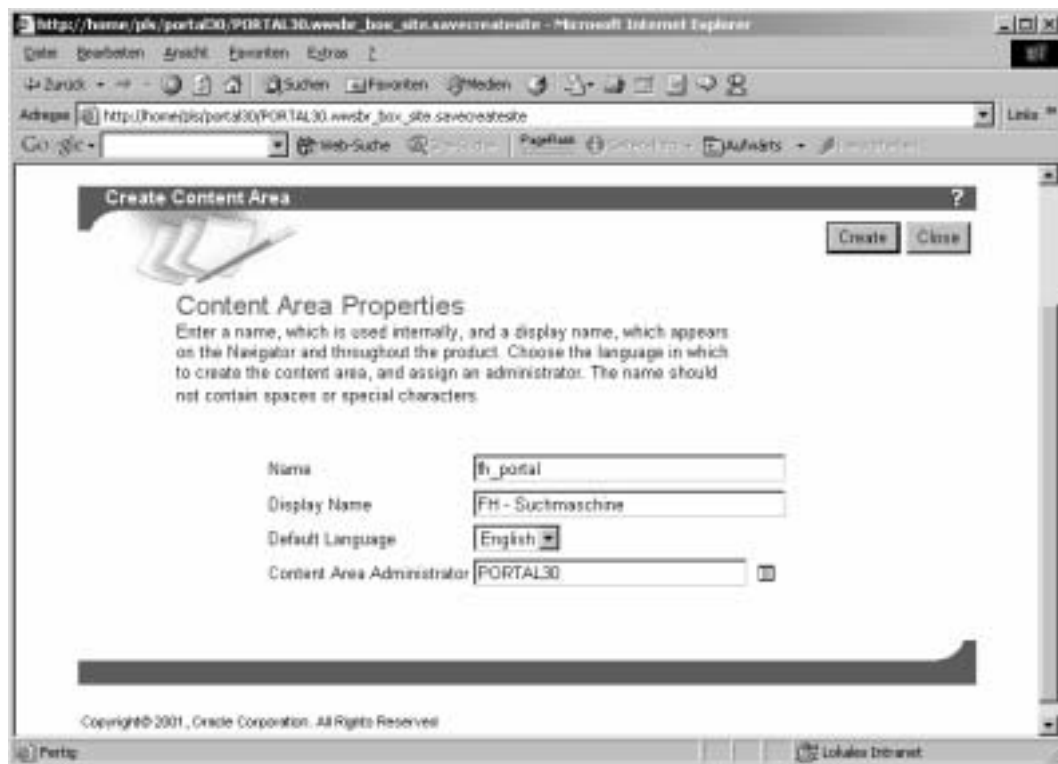 http://home/pls/portal30/PORTAL30.wwsbr_box_site.savecreatesite - Microsoft Internet Explorer
Datei Bearbeiten Ansicht Favoriten Extras ?
Zurück Suchen Favoriten Medien
Adresse http://home/pls/portal30/PORTAL30.wwsbr_box_site.savecreatesite Links »
Google Web-Suche PageRank Aufwärts
Create Content Area ?
Create Close
Content Area Properties
Enter a name, which is used internally, and a display name, which appears
on the Navigator and throughout the product. Choose the language in which
to create the content area, and assign an administrator. The name should
not contain spaces or special characters.
Name fh_portal
Display Name FH - Suchmaschine
Default Language English
Content Area Administrator PORTAL30
Copyright© 2001, Oracle Corporation. All Rights Reserved
Fertig Lokales Intranet